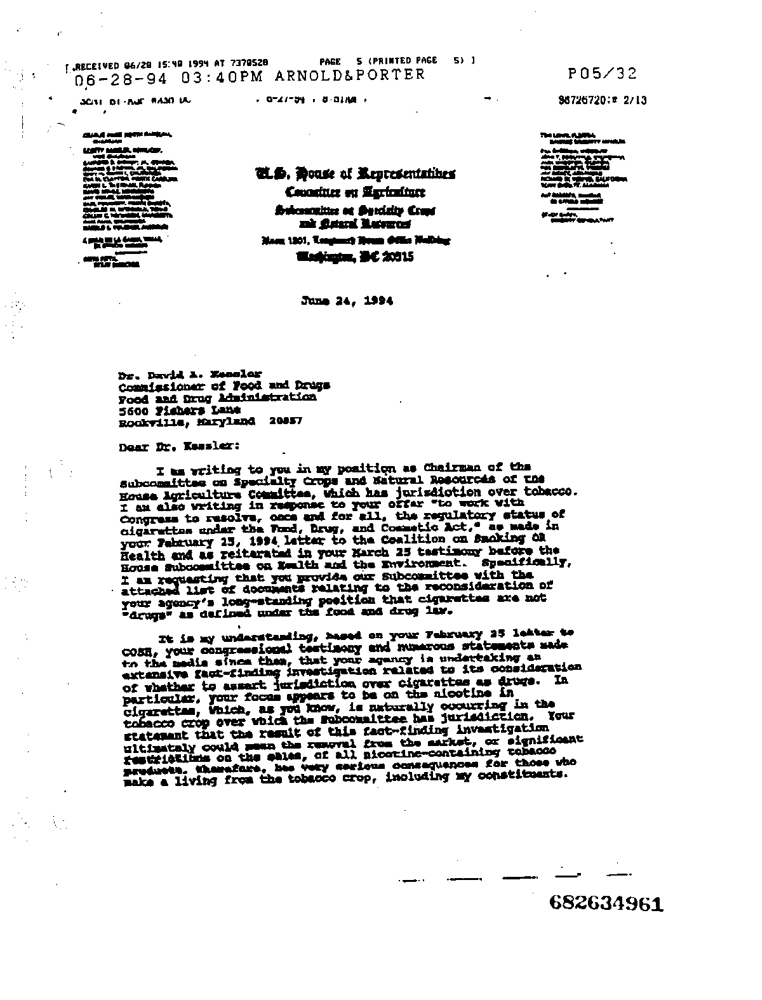 [ RECEIVED 06/28 15:40 1994 AT 7378528 PAGE 5 (PRINTED PAGE 5) ]
06-28-94 03:40PM ARNOLD&PORTER P05/32
96726720:# 2/13
U.S. House of Representatives
Committee on Agriculture
Subcommittee on Specialty Crops
and Natural Resources
Room 1301, Longworth House Office Building
Washington, DC 20515
June 24, 1994
Dr. David A. Kessler
Commissioner of Food and Drugs
Food and Drug Administration
5600 Fishers Lane
Rockville, Maryland 20857
Dear Dr. Kessler:
I am writing to you in my position as Chairman of the
Subcommittee on Specialty Crops and Natural Resources of the
House Agriculture Committee, which has jurisdiction over tobacco.
I am also writing in response to your offer "to work with
Congress to resolve, once and for all, the regulatory status of
cigarettes under the Food, Drug, and Cosmetic Act," as made in
your February 25, 1994 letter to the Coalition on Smoking OR
Health and as reiterated in your March 25 testimony before the
House Subcommittee on Health and the Environment. Specifically,
I am requesting that you provide our Subcommittee with the
attached list of documents relating to the reconsideration of
your agency's long-standing position that cigarettes are not
"drugs" as defined under the food and drug law.
It is my understanding, based on your February 25 letter to
COSH, your congressional testimony and numerous statements made
to the media since then, that your agency is undertaking an
extensive fact-finding investigation related to its consideration
of whether to assert jurisdiction over cigarettes as drugs. In
particular, your focus appears to be on the nicotine in
cigarettes, which, as you know, is naturally occurring in the
tobacco crop over which the Subcommittee has jurisdiction. Your
statement that the result of this fact-finding investigation
ultimately could mean the removal from the market, or significant
restrictions on the sales, of all nicotine-containing tobacco
products, therefore, has very serious consequences for those who
make a living from the tobacco crop, including my constituents.
682634961